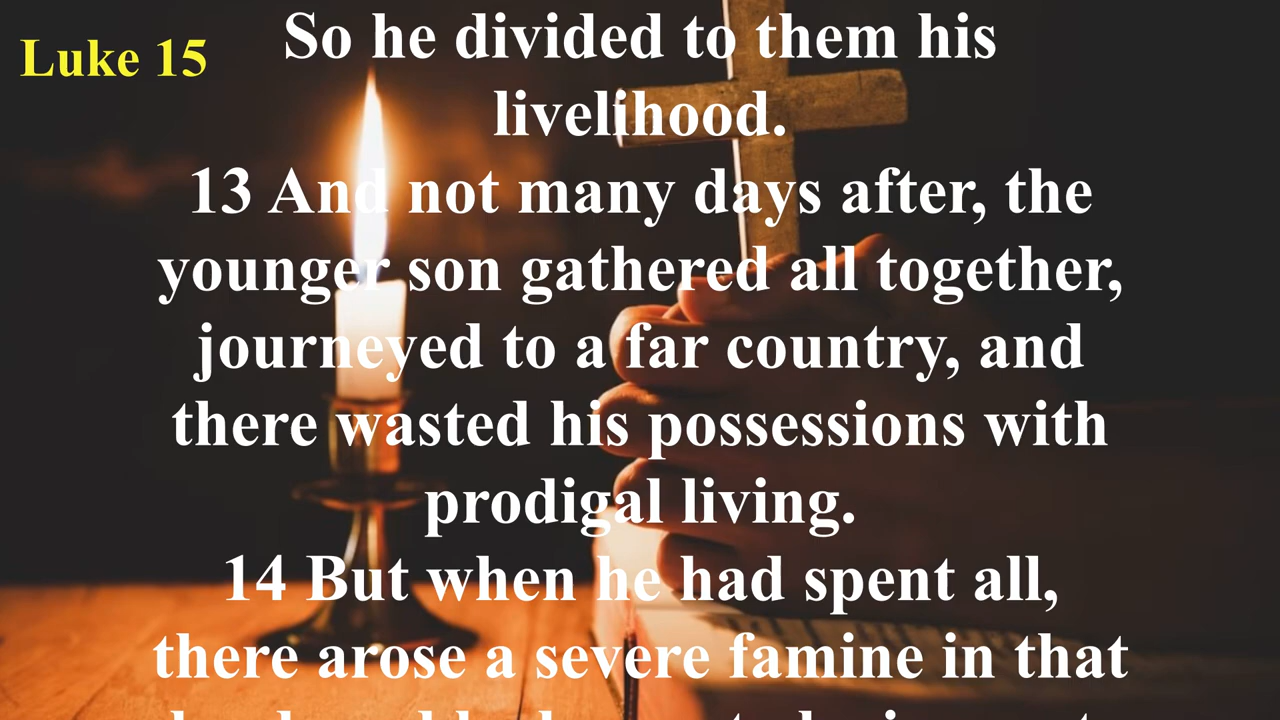 Luke 15
So he divided to them his
livelihood.
13 And not many days after, the
younger son gathered all together,
journeyed to a far country, and
there wasted his possessions with
prodigal living.
14 But when he had spent all,
there arose a severe famine in that